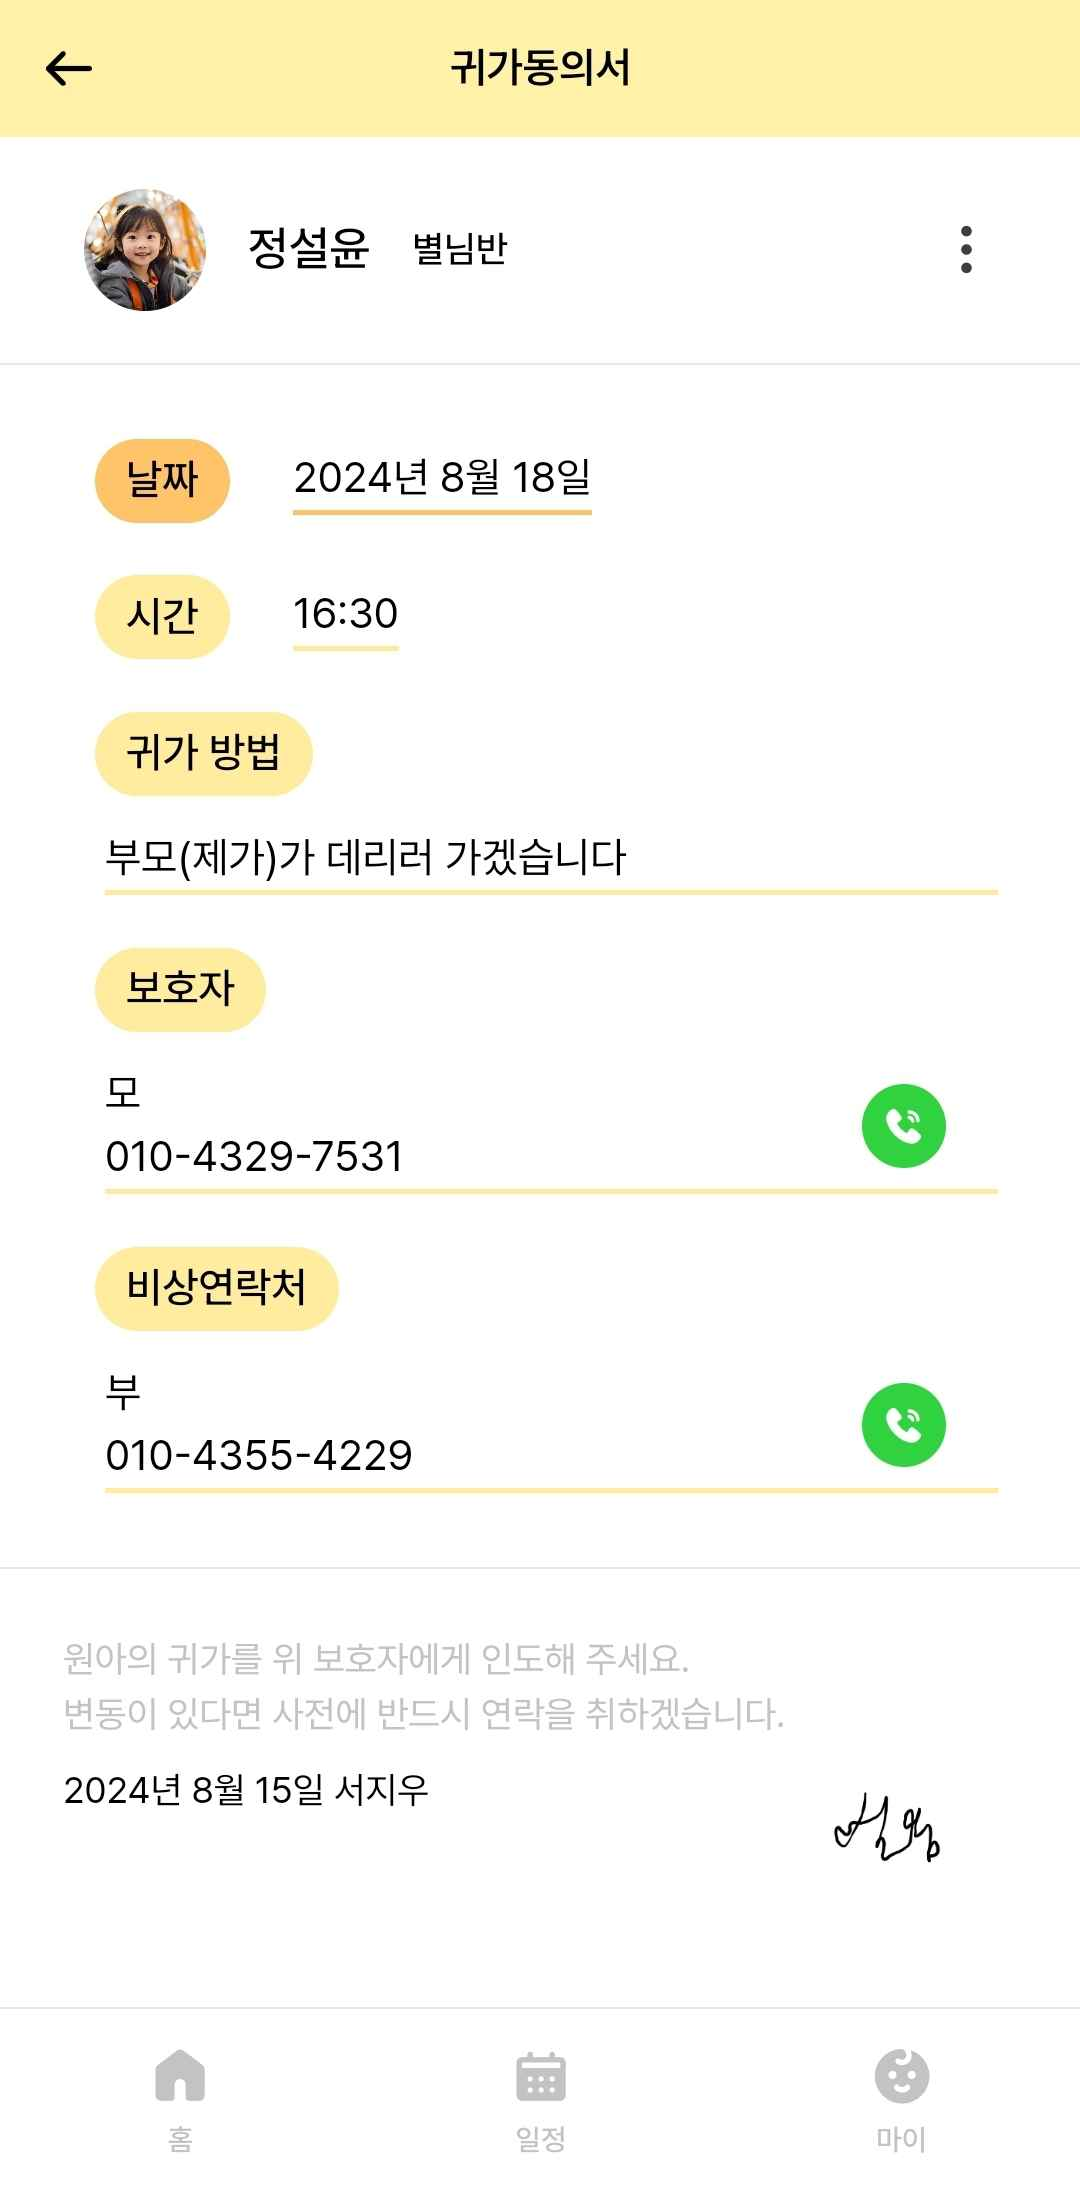 귀가동의서
정설윤 별님반
날짜 2024년 8월 18일
시간 16:30
귀가 방법
부모(제가)가 데리러 가겠습니다
보호자
모
010-4329-7531
비상연락처
부
010-4355-4229
원아의 귀가를 위 보호자에게 인도해 주세요.
변동이 있다면 사전에 반드시 연락을 취하겠습니다.
2024년 8월 15일 서지우
홈 일정 마이